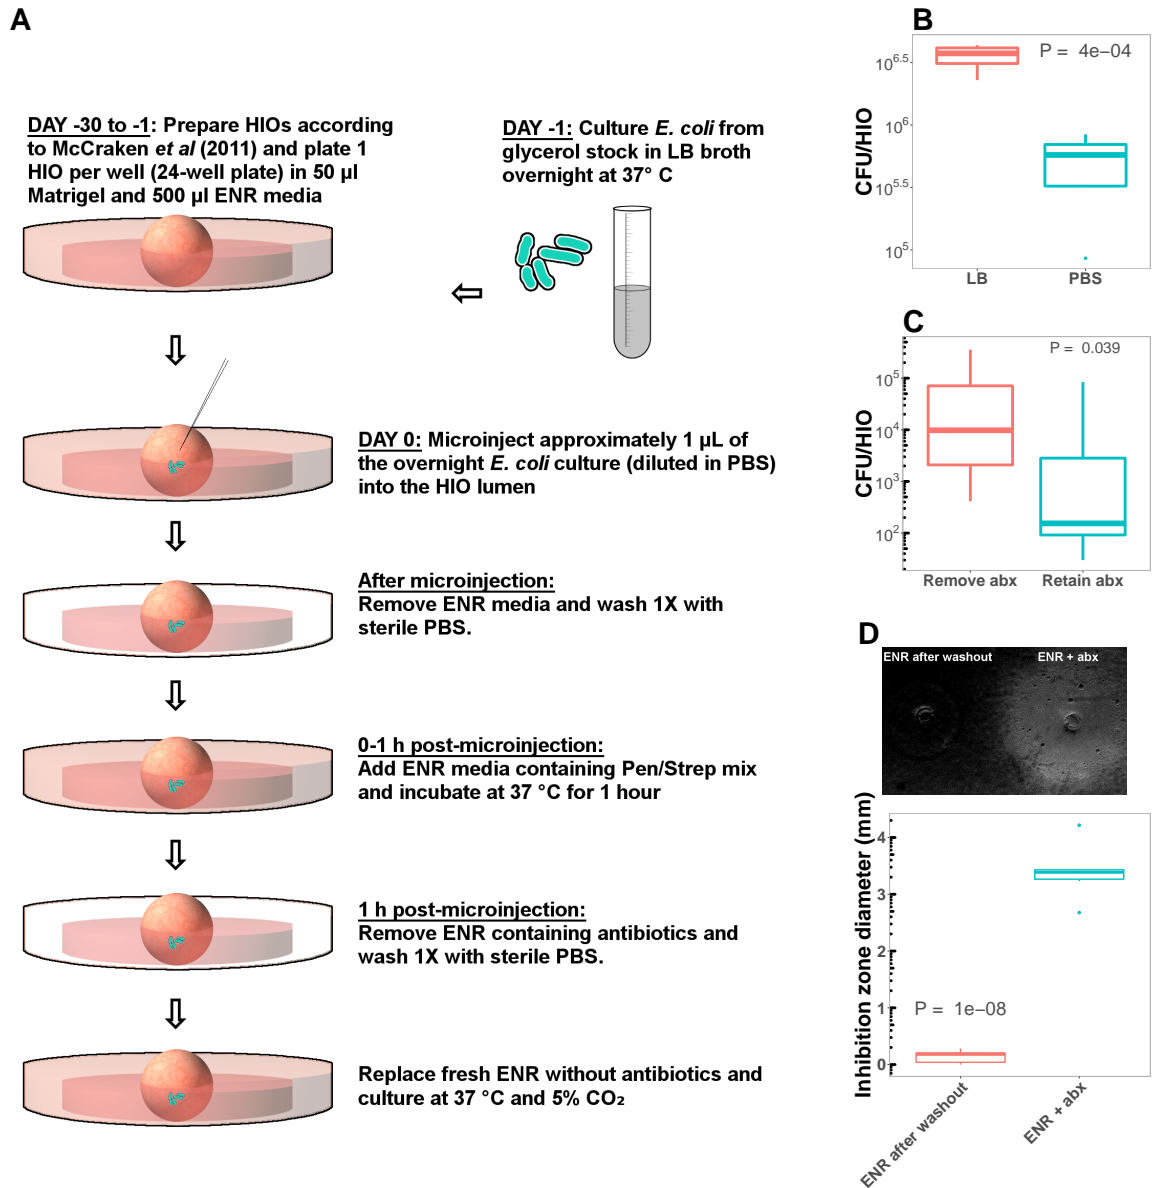 A
DAY -30 to -1: Prepare HIOs according
to McCraken et al (2011) and plate 1
HIO per well (24-well plate) in 50 µl
Matrigel and 500 µl ENR media
DAY -1: Culture E. coli from
glycerol stock in LB broth
overnight at 37° C
DAY 0: Microinject approximately 1 µL of
the overnight E. coli culture (diluted in PBS)
into the HIO lumen
After microinjection:
Remove ENR media and wash 1X with
sterile PBS.
0-1 h post-microinjection:
Add ENR media containing Pen/Strep mix
and incubate at 37 °C for 1 hour
1 h post-microinjection:
Remove ENR containing antibiotics and
wash 1X with sterile PBS.
Replace fresh ENR without antibiotics and
culture at 37 °C and 5% CO₂
B
CFU/HIO
10^6.5
10^6
10^5.5
10^5
P = 4e−04
LB
PBS
C
CFU/HIO
10^5
10^4
10^3
10^2
P = 0.039
Remove abx
Retain abx
D
ENR after washout
ENR + abx
Inhibition zone diameter (mm)
4
3
2
1
0
P = 1e−08
ENR after washout
ENR + abx